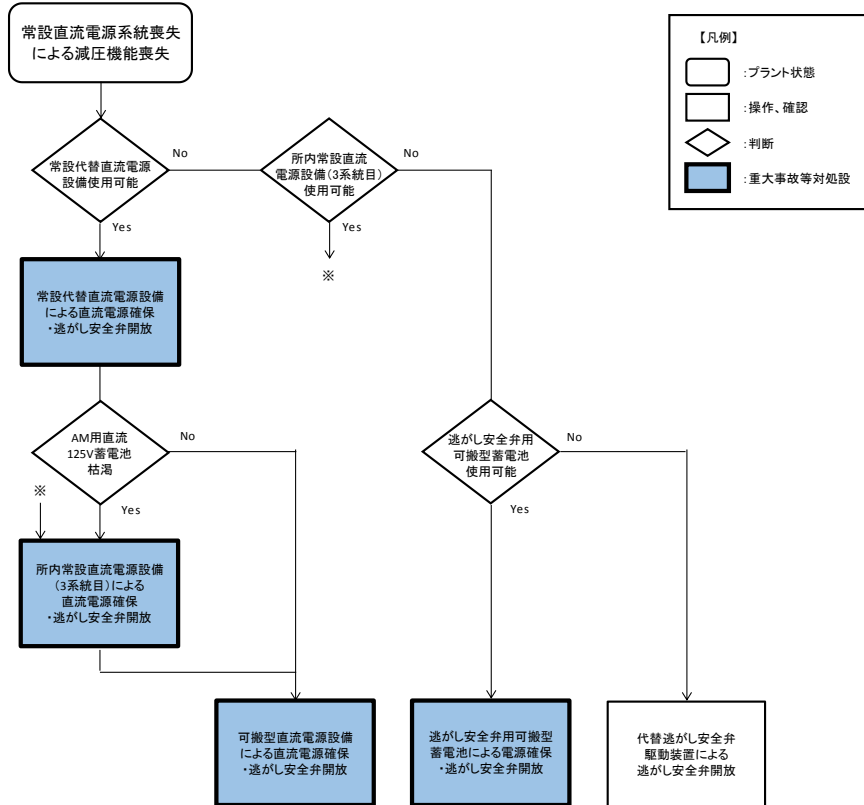 常設直流電源系統喪失
による減圧機能喪失
【凡例】
:プラント状態
:操作、確認
:判断
:重大事故等対処設
常設代替直流電源
設備使用可能
No
Yes
所内常設直流
電源設備(3系統目)
使用可能
No
Yes
※
常設代替直流電源設備
による直流電源確保
・逃がし安全弁開放
AM用直流
125V蓄電池
枯渇
No
Yes
※
逃がし安全弁用
可搬型蓄電池
使用可能
No
Yes
所内常設直流電源設備
(3系統目)による
直流電源確保
・逃がし安全弁開放
可搬型直流電源設備
による直流電源確保
・逃がし安全弁開放
逃がし安全弁用可搬型
蓄電池による電源確保
・逃がし安全弁開放
代替逃がし安全弁
駆動装置による
逃がし安全弁開放